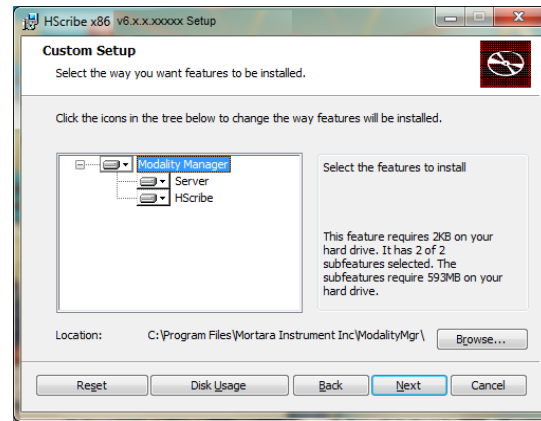 HScribe x86 v6.x.x.xxxxx Setup
Custom Setup
Select the way you want features to be installed.
Click the icons in the tree below to change the way features will be installed.
Modality Manager
Server
HScribe
Select the features to install
This feature requires 2KB on your
hard drive. It has 2 of 2
subfeatures selected. The
subfeatures require 593MB on your
hard drive.
Location: C:\Program Files\Mortara Instrument Inc\ModalityMgr\ Browse...
Reset Disk Usage Back Next Cancel